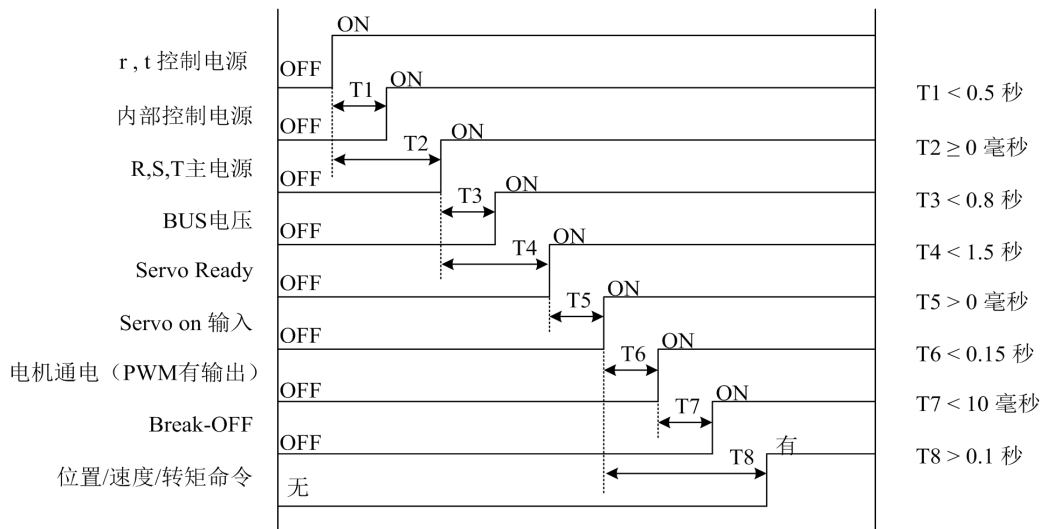 ON
r , t 控制电源
OFF
T1
ON
T1 < 0.5 秒
内部控制电源
OFF
T2
ON
T2 ≥ 0 毫秒
R,S,T主电源
OFF
T3
ON
T3 < 0.8 秒
BUS电压
OFF
T4
ON
T4 < 1.5 秒
Servo Ready
OFF
T5
ON
T5 > 0 毫秒
Servo on 输入
OFF
T6
ON
T6 < 0.15 秒
电机通电（PWM有输出）
OFF
T7
ON
T7 < 10 毫秒
Break-OFF
OFF
T8
有
T8 > 0.1 秒
位置/速度/转矩命令
无